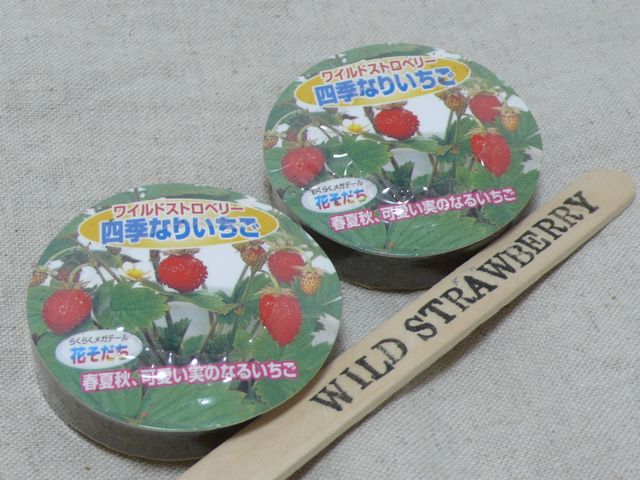 ワイルドストロベリー
四季なりいちご
らくらくメガデール
花そだち
春夏秋、可愛い実のなるいちご
ワイルドストロベリー
四季なりいちご
らくらくメガデール
花そだち
春夏秋、可愛い実のなるいちご
WILD STRAWBERRY